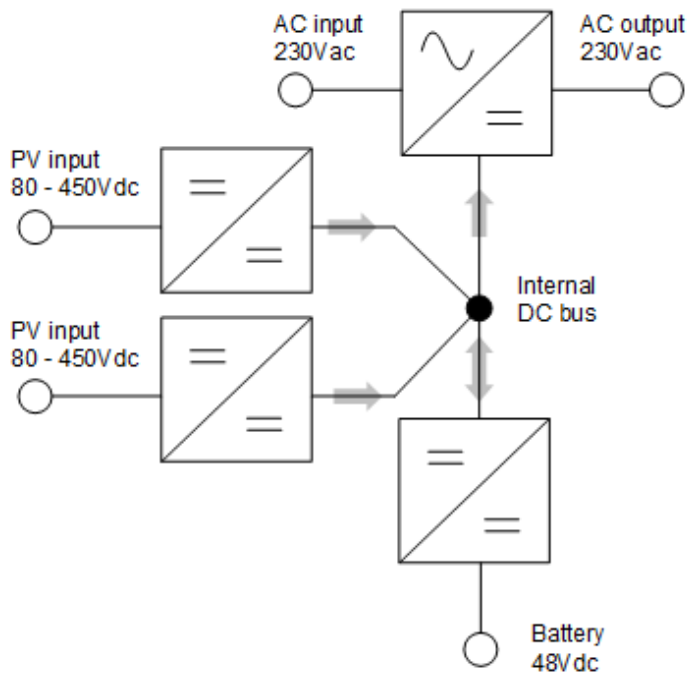 AC input
230Vac
AC output
230Vac
PV input
80 - 450Vdc
Internal
DC bus
PV input
80 - 450Vdc
Battery
48Vdc